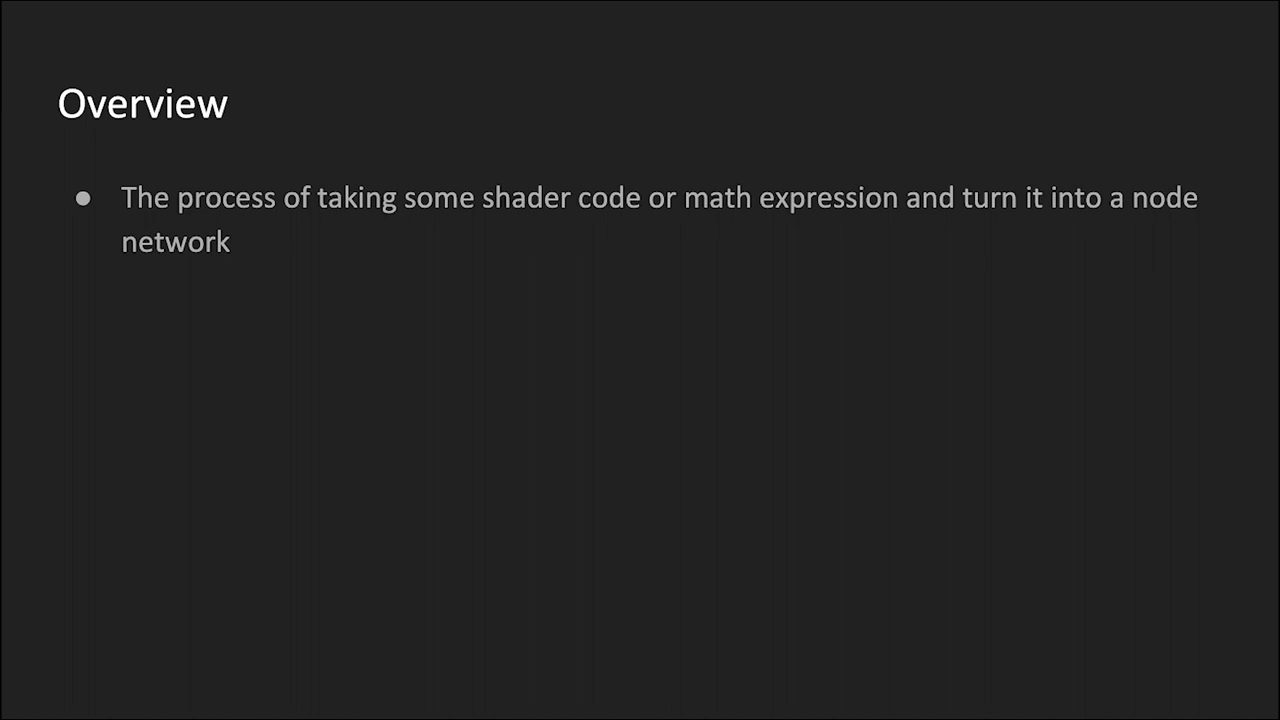 Overview
● The process of taking some shader code or math expression and turn it into a node
network